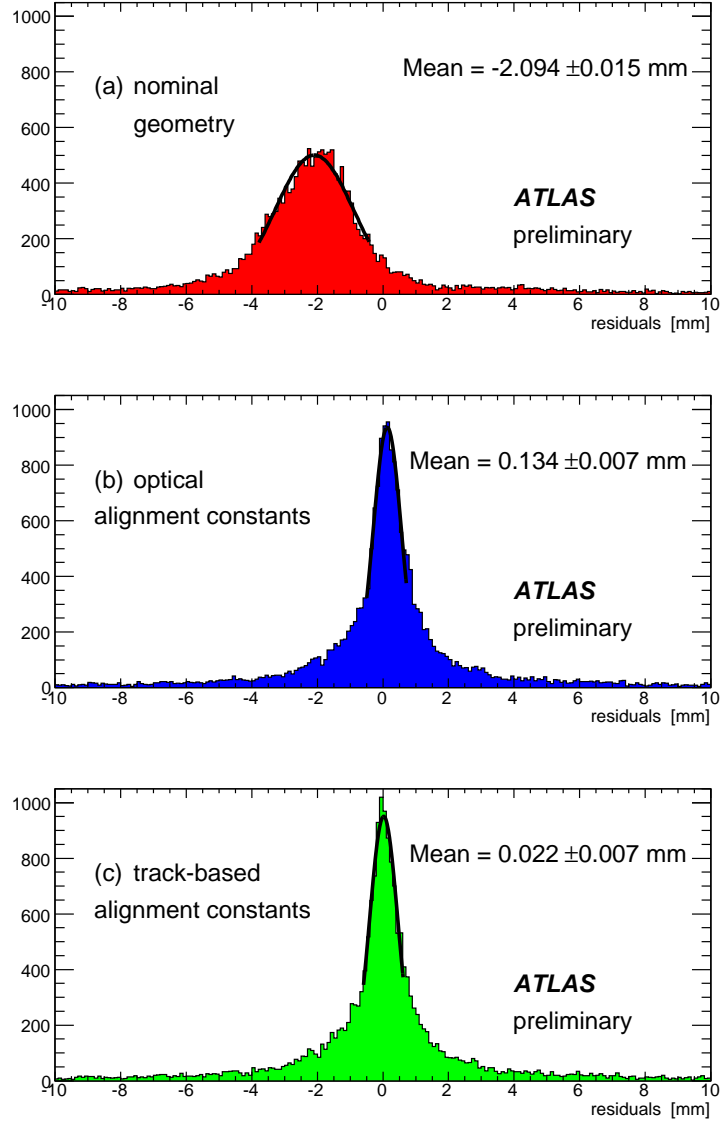 1000
800
600
400
200
0
(a) nominal
geometry
Mean = -2.094 ±0.015 mm
ATLAS
preliminary
-10 -8 -6 -4 -2 0 2 4 6 8 10
residuals [mm]
1000
800
600
400
200
0
(b) optical
alignment constants
Mean = 0.134 ±0.007 mm
ATLAS
preliminary
-10 -8 -6 -4 -2 0 2 4 6 8 10
residuals [mm]
1000
800
600
400
200
0
(c) track-based
alignment constants
Mean = 0.022 ±0.007 mm
ATLAS
preliminary
-10 -8 -6 -4 -2 0 2 4 6 8 10
residuals [mm]